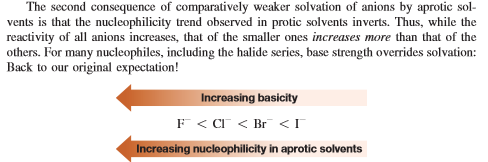 The second consequence of comparatively weaker solvation of anions by aprotic sol-
vents is that the nucleophilicity trend observed in protic solvents inverts. Thus, while the
reactivity of all anions increases, that of the smaller ones increases more than that of the
others. For many nucleophiles, including the halide series, base strength overrides solvation:
Back to our original expectation!
Increasing basicity
F⁻ < Cl⁻ < Br⁻ < I⁻
Increasing nucleophilicity in aprotic solvents